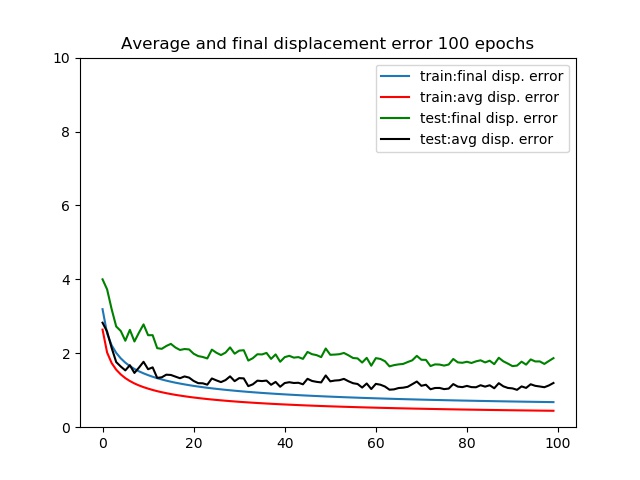 Average and final displacement error 100 epochs
train:final disp. error
train:avg disp. error
test:final disp. error
test:avg disp. error
10
8
6
4
2
0
0 20 40 60 80 100